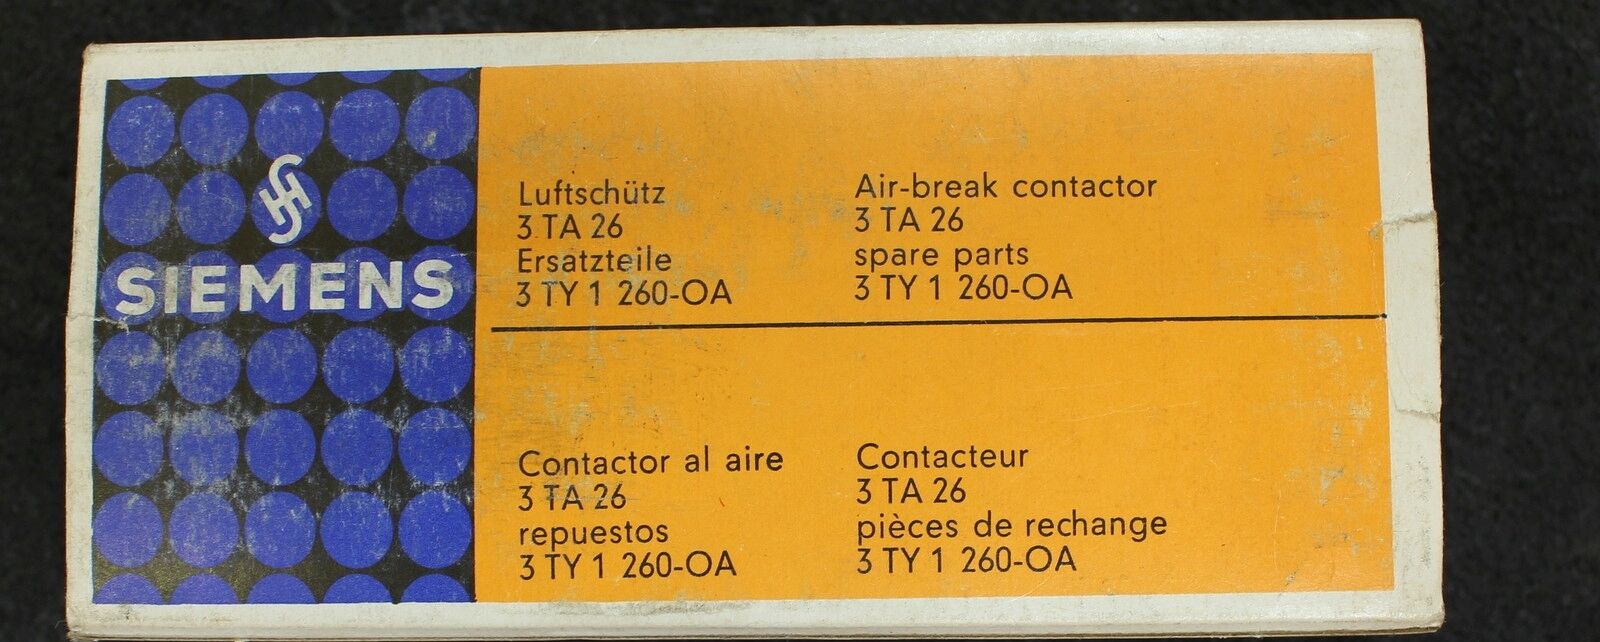 SIEMENS
Luftschütz
3 TA 26
Ersatzteile
3 TY 1 260-OA
Air-break contactor
3 TA 26
spare parts
3 TY 1 260-OA
Contactor al aire
3 TA 26
repuestos
3 TY 1 260-OA
Contacteur
3 TA 26
pièces de rechange
3 TY 1 260-OA